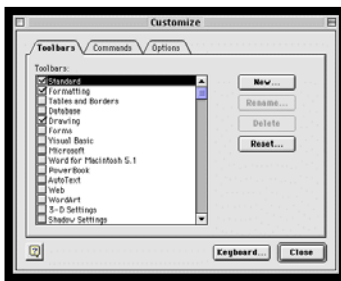 Customize
Toolbars Commands Options
Toolbars:
Standard
Formatting
Tables and Borders
Database
Drawing
Forms
Visual Basic
Microsoft
Word for Macintosh 5.1
PowerBook
AutoText
Web
WordArt
3-D Settings
Shadow Settings
New...
Rename...
Delete
Reset...
?
Keyboard... Close